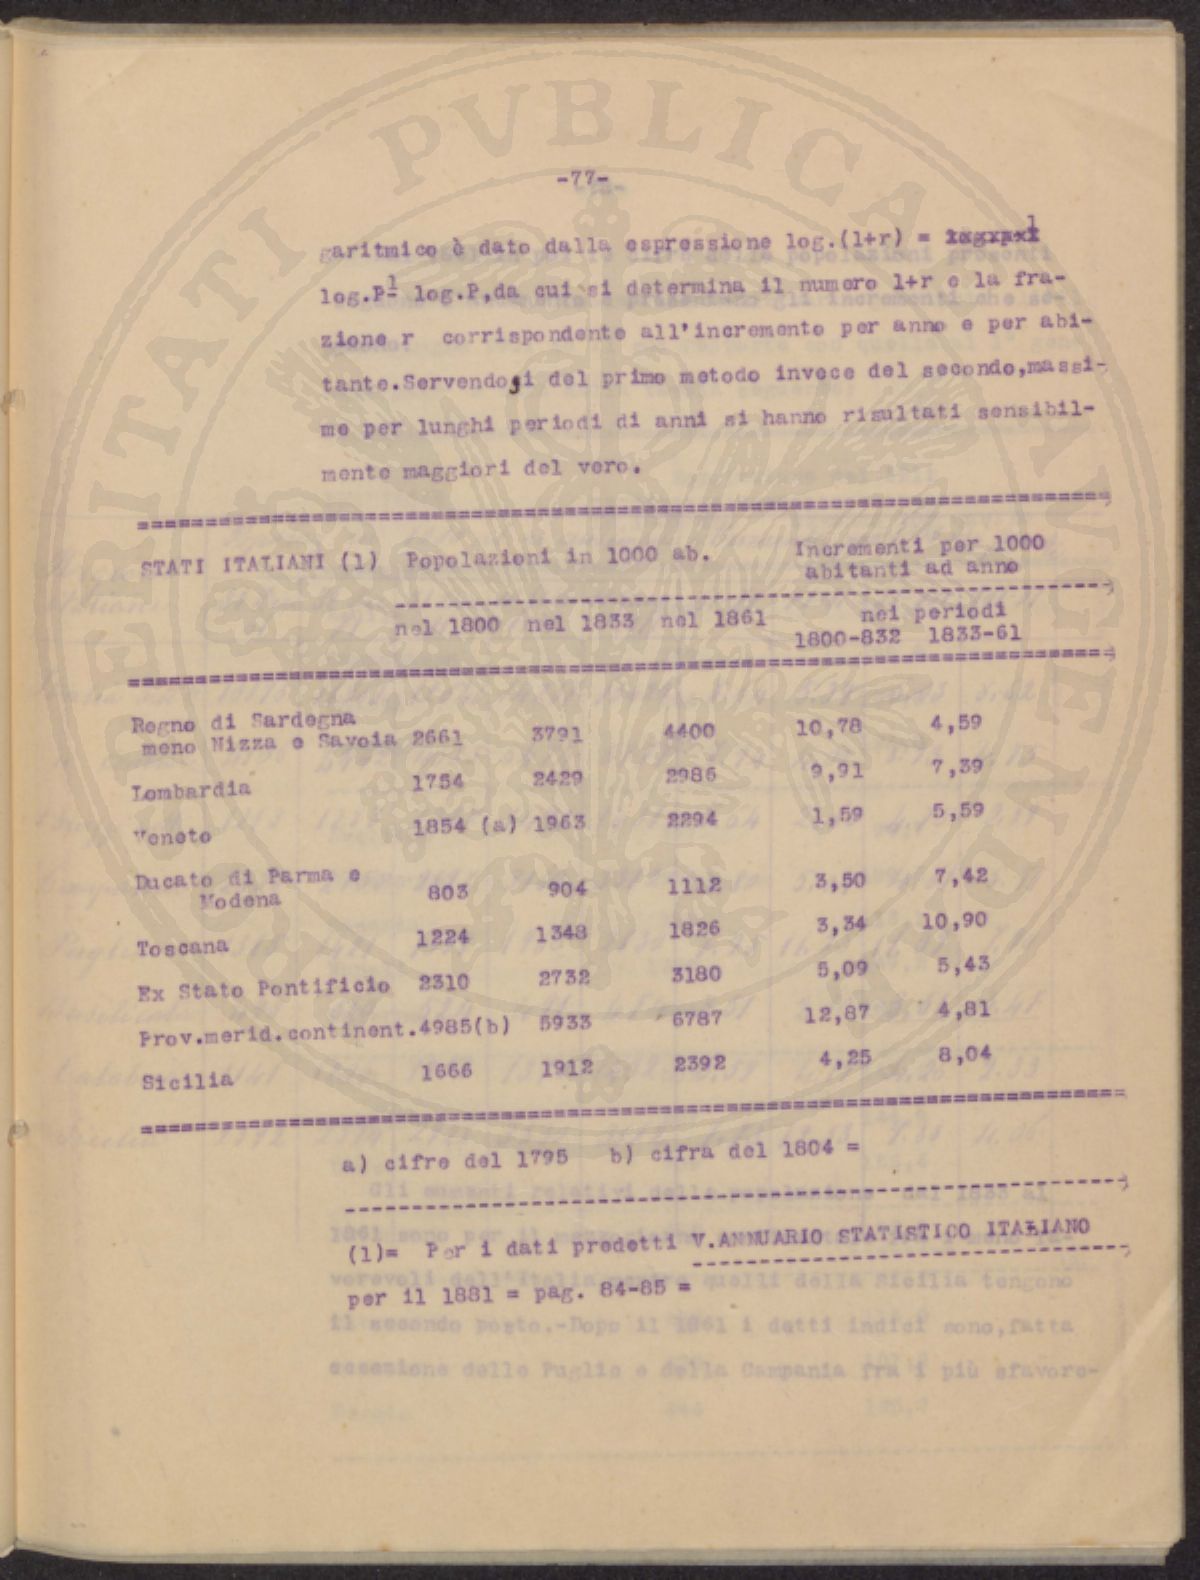 -77-
garitmico è dato dalla espressione log.(1+r) = 1
log.P1- log.P,da cui si determina il numero 1+r e la fra-
zione r corrispondente all'incremento per anno e per abi-
tante.Servendosi del primo metodo invece del secondo,massi-
me per lunghi periodi di anni si hanno risultati sensibil-
mente maggiori del vero.
STATI ITALIANI (1) Popolazioni in 1000 ab. Incrementi per 1000
abitanti ad anno
nel 1800 nel 1833 nel 1861 nei periodi
1800-832 1833-61
Regno di Sardegna
meno Nizza e Savoia 2661 3791 4400 10,78 4,59
Lombardia 1754 2429 2986 9,91 7,39
Veneto 1854 (a) 1963 2294 1,59 5,59
Ducato di Parma e
Modena 803 904 1112 3,50 7,42
Toscana 1224 1348 1826 3,34 10,90
Ex Stato Pontificio 2310 2732 3180 5,09 5,43
Prov.merid.continent.4985(b) 5933 6787 12,87 4,81
Sicilia 1666 1912 2392 4,25 8,04
a) cifre del 1795 b) cifra del 1804 =
(1)= Per i dati predetti V.ANNUARIO STATISTICO ITALIANO
per il 1881 = pag. 84-85 =